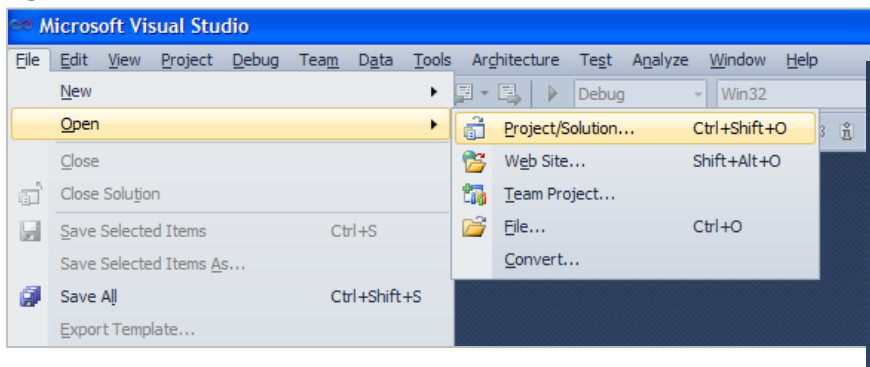 Microsoft Visual Studio
File Edit View Project Debug Team Data Tools Architecture Test Analyze Window Help
New
Debug Win32
Open
Project/Solution... Ctrl+Shift+O
Close
Web Site... Shift+Alt+O
Close Solution
Team Project...
Save Selected Items Ctrl+S
File... Ctrl+O
Save Selected Items As...
Convert...
Save All Ctrl+Shift+S
Export Template...